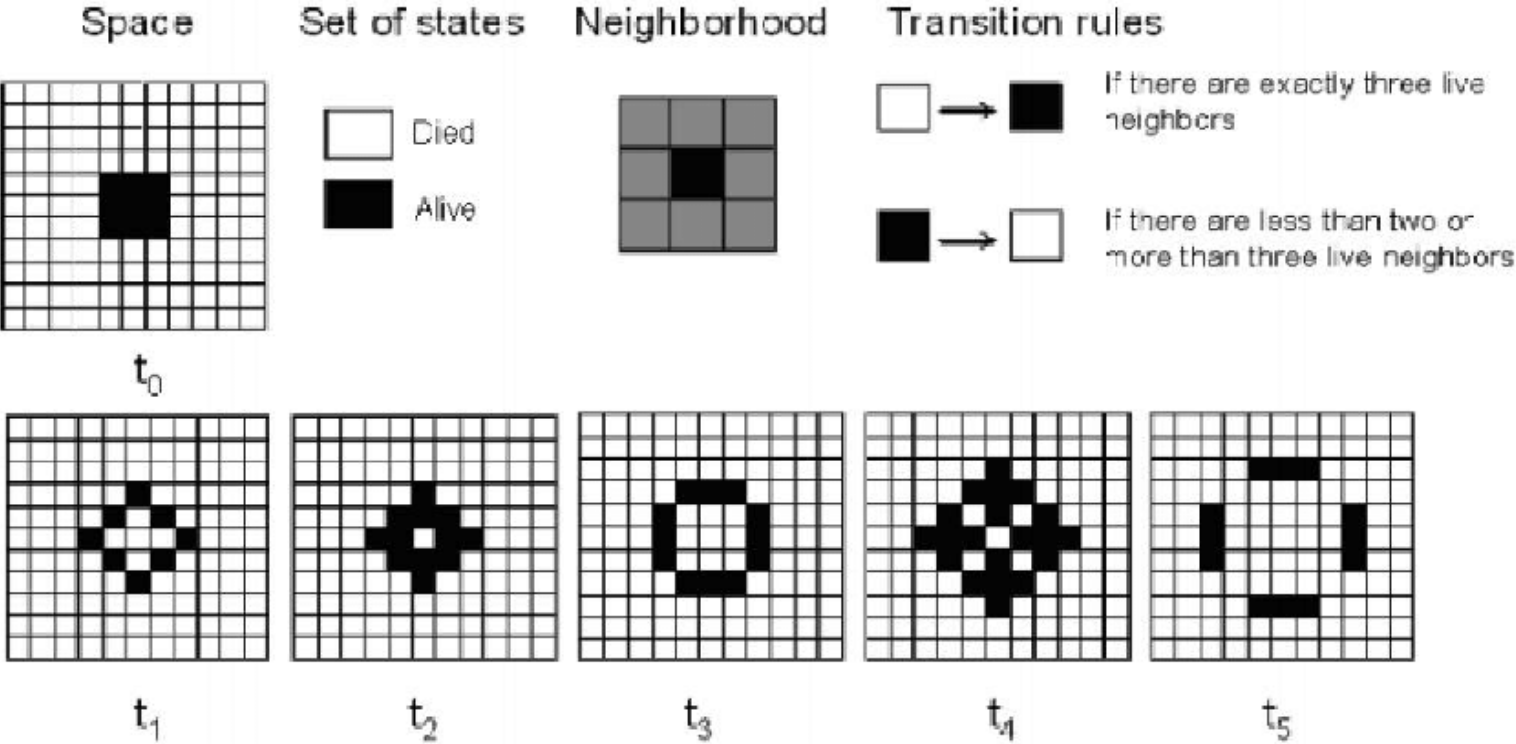 Space
Set of states
Neighborhood
Transition rules
Died
Alive
If there are exactly three live
neighbors
If there are less than two or
more than three live neighbors
t0
t1
t2
t3
t4
t5